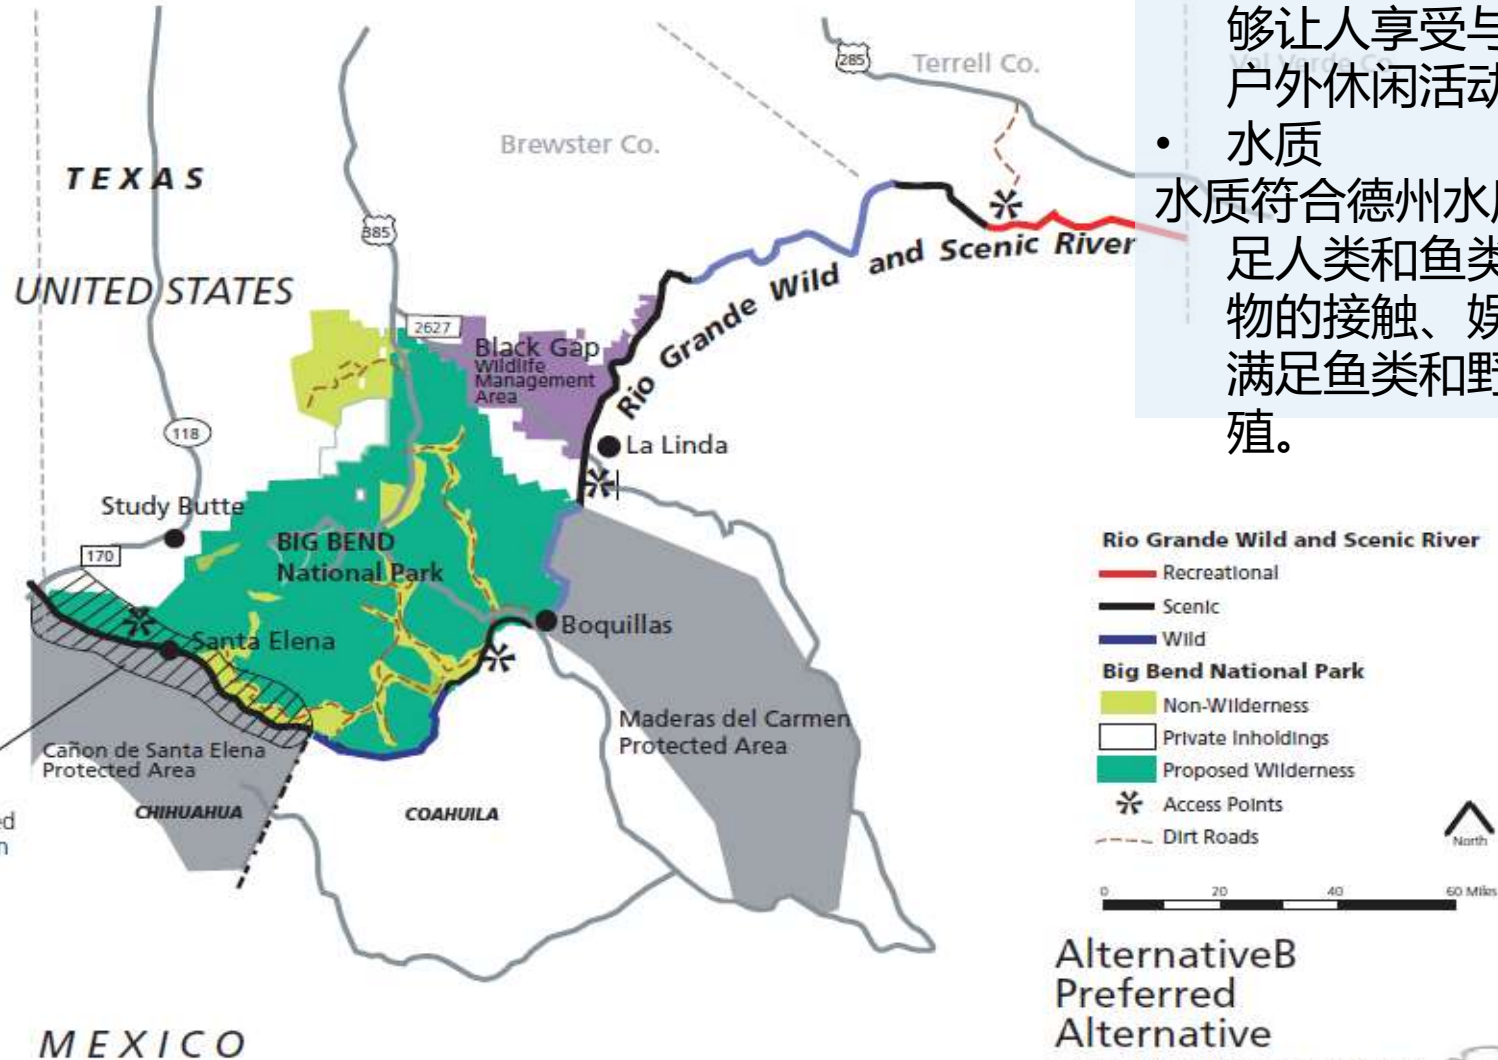 够让人享受与
户外休闲活动
• 水质
水质符合德州水
足人类和鱼类
物的接触、娱
满足鱼类和野
殖。
285
Terrell Co.
Val Verde Co.
Brewster Co.
TEXAS
385
UNITED STATES
Rio Grande Wild and Scenic River
2627
Black Gap
Wildlife
Management
Area
118
La Linda
Study Butte
170
BIG BEND
National Park
Boquillas
Santa Elena
Maderas del Carmen
Protected Area
Cañon de Santa Elena
Protected Area
CHIHUAHUA
COAHUILA
MEXICO
Rio Grande Wild and Scenic River
Recreational
Scenic
Wild
Big Bend National Park
Non-Wilderness
Private Inholdings
Proposed Wilderness
Access Points
Dirt Roads
North
0 20 40 60 Miles
AlternativeB
Preferred
Alternative